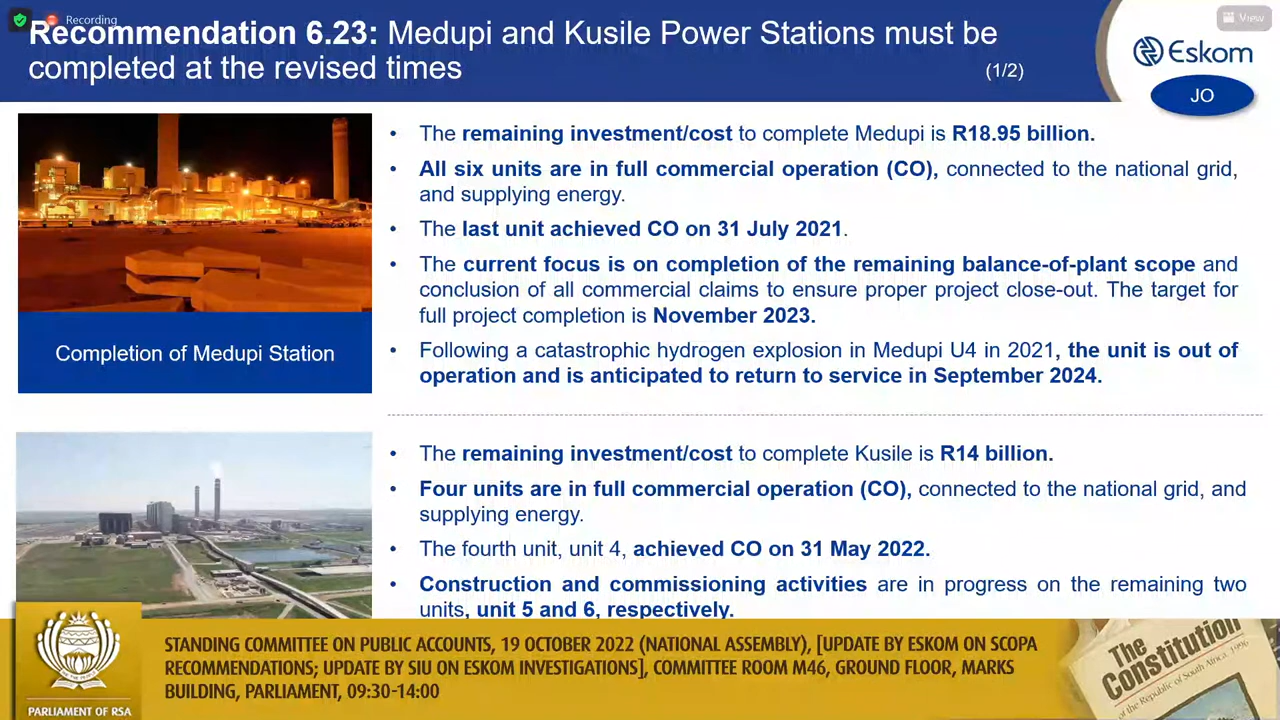 Recording
View
Recommendation 6.23: Medupi and Kusile Power Stations must be
completed at the revised times
(1/2)
Eskom
JO
• The remaining investment/cost to complete Medupi is R18.95 billion.
• All six units are in full commercial operation (CO), connected to the national grid,
and supplying energy.
• The last unit achieved CO on 31 July 2021.
• The current focus is on completion of the remaining balance-of-plant scope and
conclusion of all commercial claims to ensure proper project close-out. The target for
full project completion is November 2023.
• Following a catastrophic hydrogen explosion in Medupi U4 in 2021, the unit is out of
operation and is anticipated to return to service in September 2024.
Completion of Medupi Station
• The remaining investment/cost to complete Kusile is R14 billion.
• Four units are in full commercial operation (CO), connected to the national grid, and
supplying energy.
• The fourth unit, unit 4, achieved CO on 31 May 2022.
• Construction and commissioning activities are in progress on the remaining two
units, unit 5 and 6, respectively.
STANDING COMMITTEE ON PUBLIC ACCOUNTS, 19 OCTOBER 2022 (NATIONAL ASSEMBLY), [UPDATE BY ESKOM ON SCOPA
RECOMMENDATIONS; UPDATE BY SIU ON ESKOM INVESTIGATIONS], COMMITTEE ROOM M46, GROUND FLOOR, MARKS
BUILDING, PARLIAMENT, 09:30-14:00
PARLIAMENT OF RSA
The
Constitution
of the Republic of South Africa, 1996